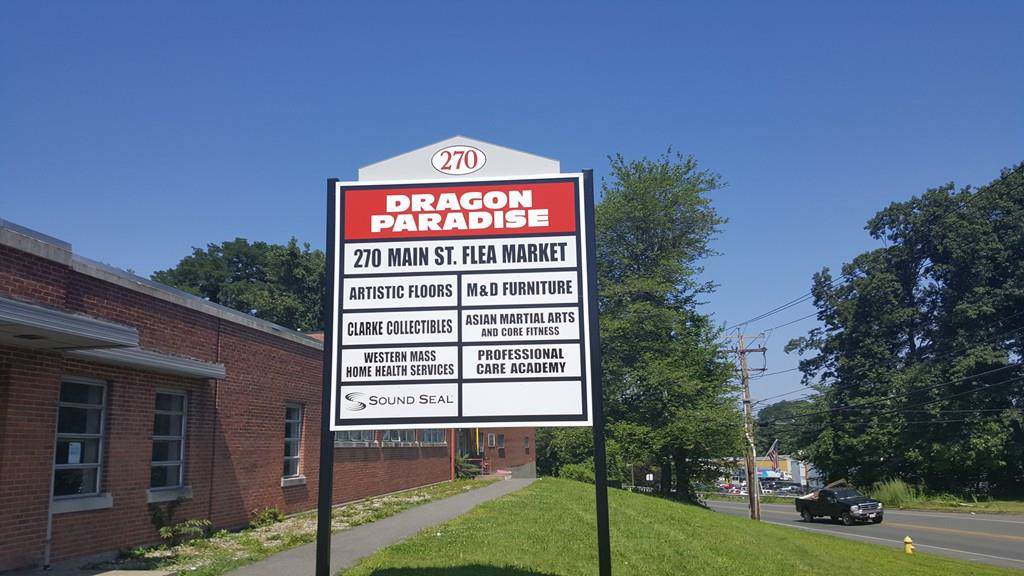 270
DRAGON
PARADISE
270 MAIN ST. FLEA MARKET
ARTISTIC FLOORS
M&D FURNITURE
CLARKE COLLECTIBLES
ASIAN MARTIAL ARTS
AND CORE FITNESS
WESTERN MASS
HOME HEALTH SERVICES
PROFESSIONAL
CARE ACADEMY
SOUND SEAL